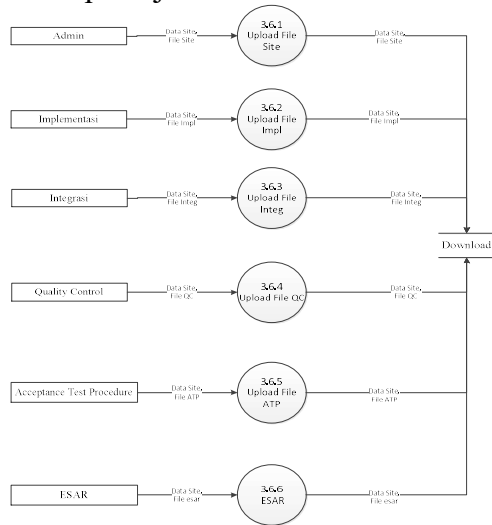 Admin
Data Site,
File Site
3.6.1
Upload File
Site
Data Site,
File Site
Implementasi
Data Site,
File Impl
3.6.2
Upload File
Impl
Data Site,
File Impl
Integrasi
Data Site,
File Integ
3.6.3
Upload File
Integ
Data Site,
File Integ
Download
Quality Control
Data Site,
File QC
3.6.4
Upload File QC
Data Site,
File QC
Acceptance Test Procedure
Data Site,
File ATP
3.6.5
Upload File
ATP
Data Site,
File ATP
ESAR
Data Site,
File esar
3.6.6
ESAR
Data Site,
File esar